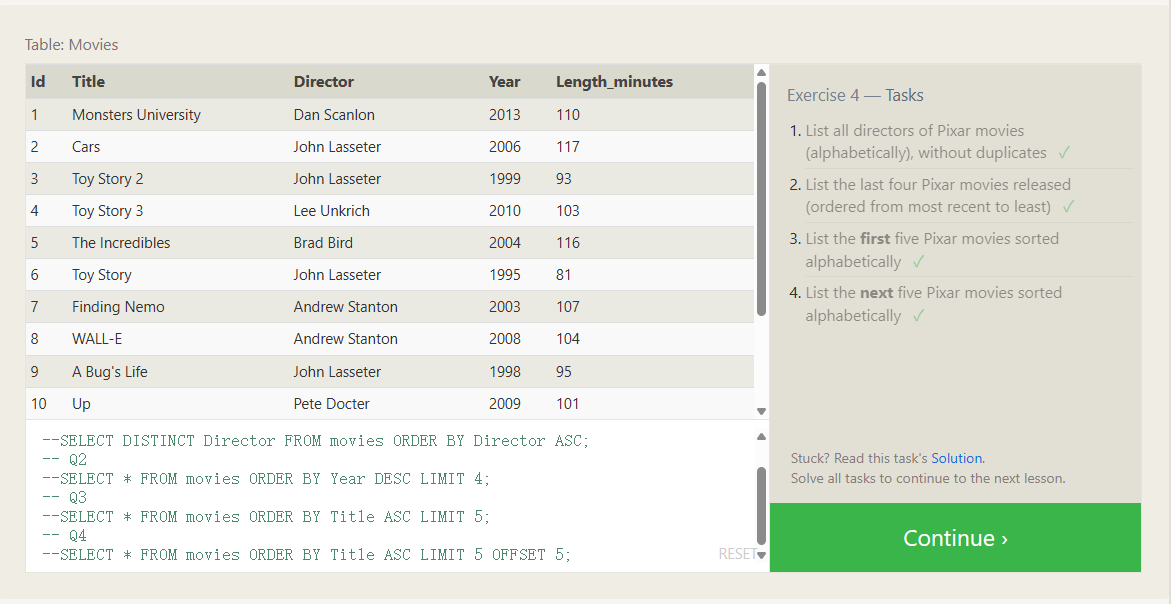 Table: Movies
Id Title Director Year Length_minutes
1 Monsters University Dan Scanlon 2013 110
2 Cars John Lasseter 2006 117
3 Toy Story 2 John Lasseter 1999 93
4 Toy Story 3 Lee Unkrich 2010 103
5 The Incredibles Brad Bird 2004 116
6 Toy Story John Lasseter 1995 81
7 Finding Nemo Andrew Stanton 2003 107
8 WALL-E Andrew Stanton 2008 104
9 A Bug's Life John Lasseter 1998 95
10 Up Pete Docter 2009 101
--SELECT DISTINCT Director FROM movies ORDER BY Director ASC;
-- Q2
--SELECT * FROM movies ORDER BY Year DESC LIMIT 4;
-- Q3
--SELECT * FROM movies ORDER BY Title ASC LIMIT 5;
-- Q4
--SELECT * FROM movies ORDER BY Title ASC LIMIT 5 OFFSET 5;
RESET
Exercise 4 — Tasks
1. List all directors of Pixar movies
(alphabetically), without duplicates ✓
2. List the last four Pixar movies released
(ordered from most recent to least) ✓
3. List the first five Pixar movies sorted
alphabetically ✓
4. List the next five Pixar movies sorted
alphabetically ✓
Stuck? Read this task's Solution.
Solve all tasks to continue to the next lesson.
Continue ›